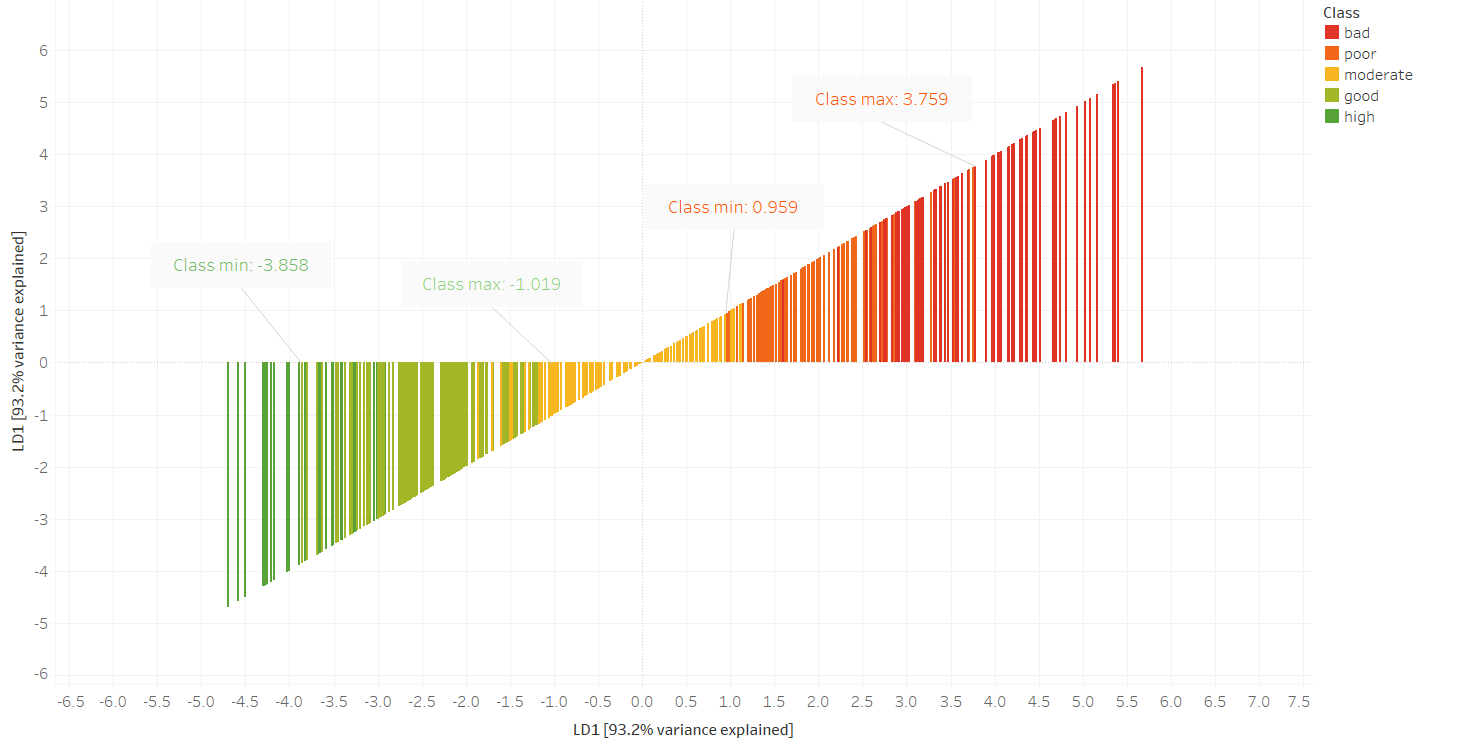 Class
bad
poor
moderate
good
high
6
5
4
3
2
1
0
-1
-2
-3
-4
-5
-6
LD1 [93.2% variance explained]
Class max: 3.759
Class min: 0.959
Class min: -3.858
Class max: -1.019
-6.5 -6.0 -5.5 -5.0 -4.5 -4.0 -3.5 -3.0 -2.5 -2.0 -1.5 -1.0 -0.5 0.0 0.5 1.0 1.5 2.0 2.5 3.0 3.5 4.0 4.5 5.0 5.5 6.0 6.5 7.0 7.5
LD1 [93.2% variance explained]